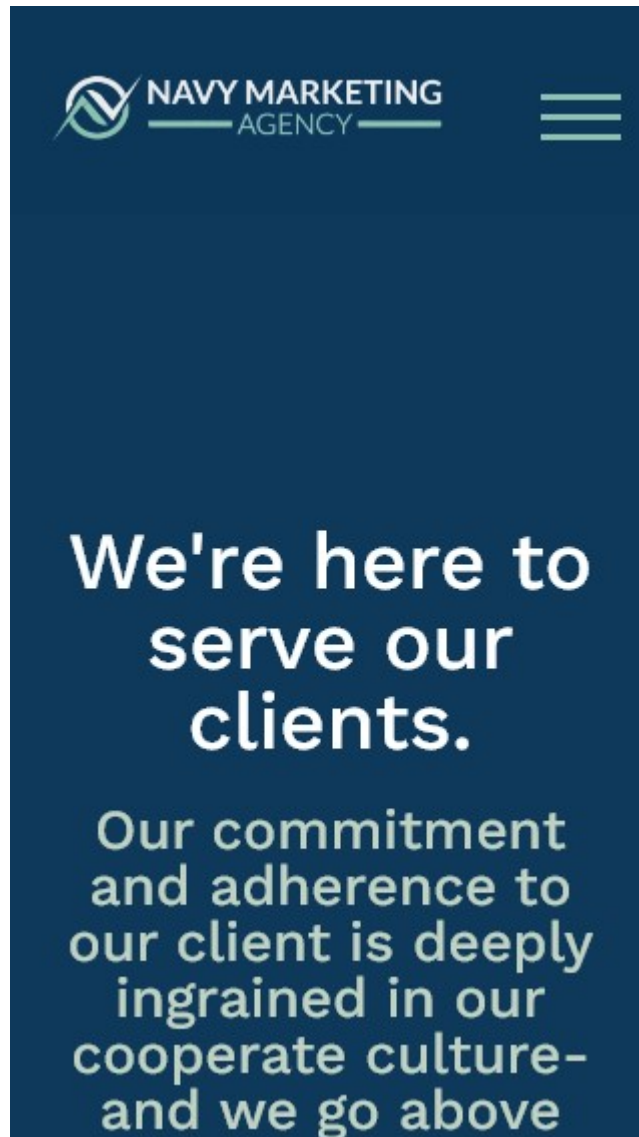 NAVY MARKETING
AGENCY
We're here to
serve our
clients.
Our commitment
and adherence to
our client is deeply
ingrained in our
cooperate culture-
and we go above